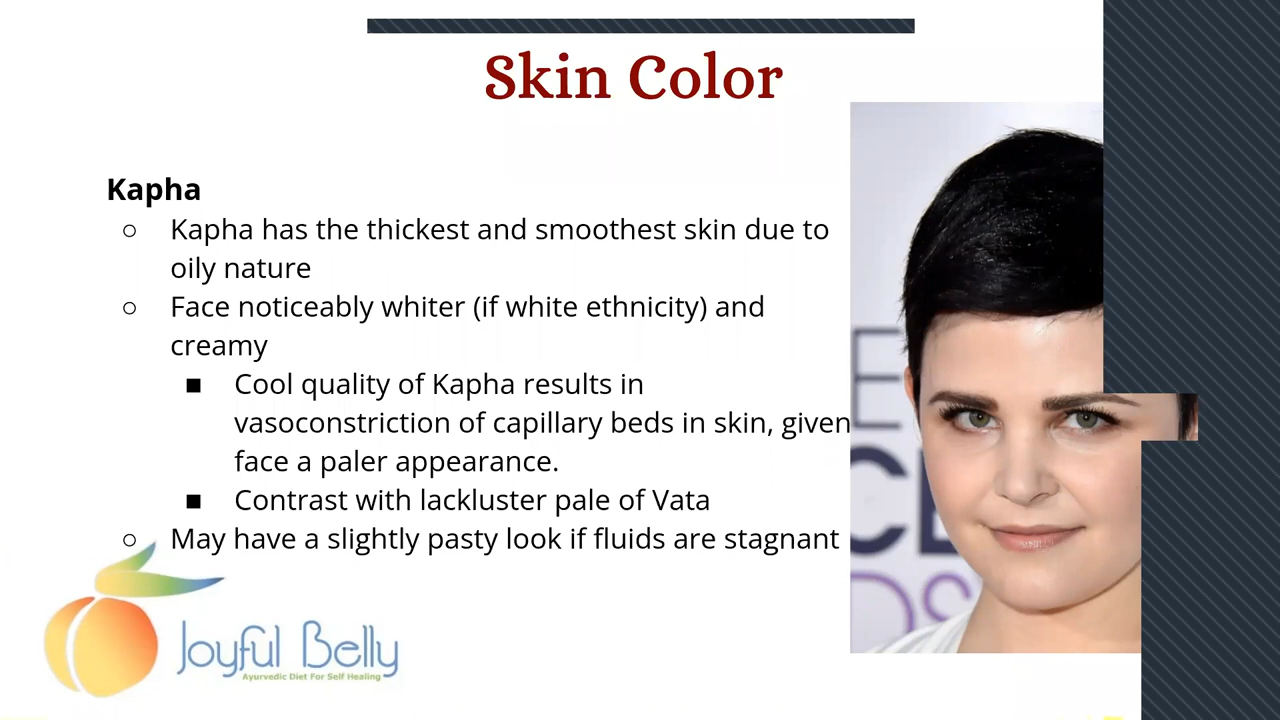 Skin Color
Kapha
○ Kapha has the thickest and smoothest skin due to
oily nature
○ Face noticeably whiter (if white ethnicity) and
creamy
■ Cool quality of Kapha results in
vasoconstriction of capillary beds in skin, given
face a paler appearance.
■ Contrast with lackluster pale of Vata
○ May have a slightly pasty look if fluids are stagnant
Joyful Belly
Ayurvedic Diet For Self Healing